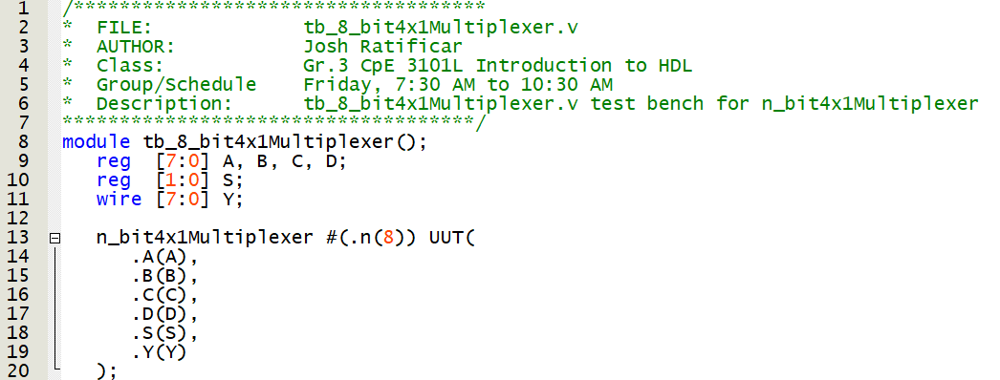 1 /************************************
2 *  FILE:             tb_8_bit4x1Multiplexer.v
3 *  AUTHOR:           Josh Ratificar
4 *  Class:            Gr.3 CpE 3101L Introduction to HDL
5 *  Group/Schedule    Friday, 7:30 AM to 10:30 AM
6 *  Description:      tb_8_bit4x1Multiplexer.v test bench for n_bit4x1Multiplexer
7 ************************************/
8 module tb_8_bit4x1Multiplexer();
9    reg  [7:0] A, B, C, D;
10    reg  [1:0] S;
11    wire [7:0] Y;
12
13    n_bit4x1Multiplexer #(.n(8)) UUT(
14       .A(A),
15       .B(B),
16       .C(C),
17       .D(D),
18       .S(S),
19       .Y(Y)
20    );